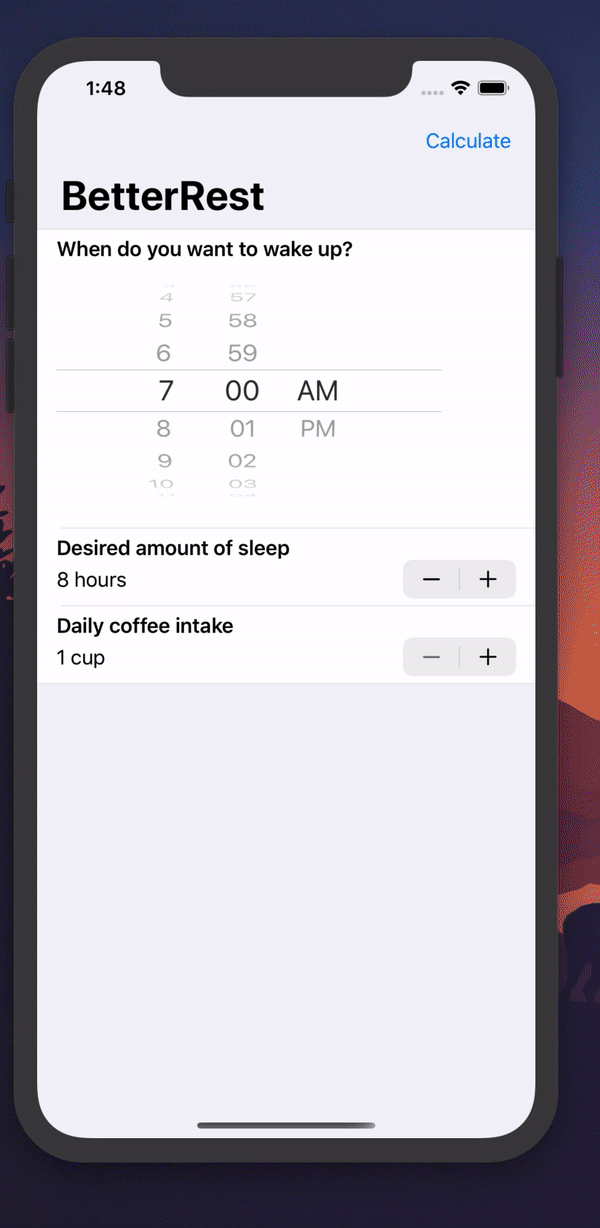 1:48
Calculate
BetterRest
When do you want to wake up?
4 57
5 58
6 59
7 00 AM
8 01 PM
9 02
10 03
Desired amount of sleep
8 hours
Daily coffee intake
1 cup